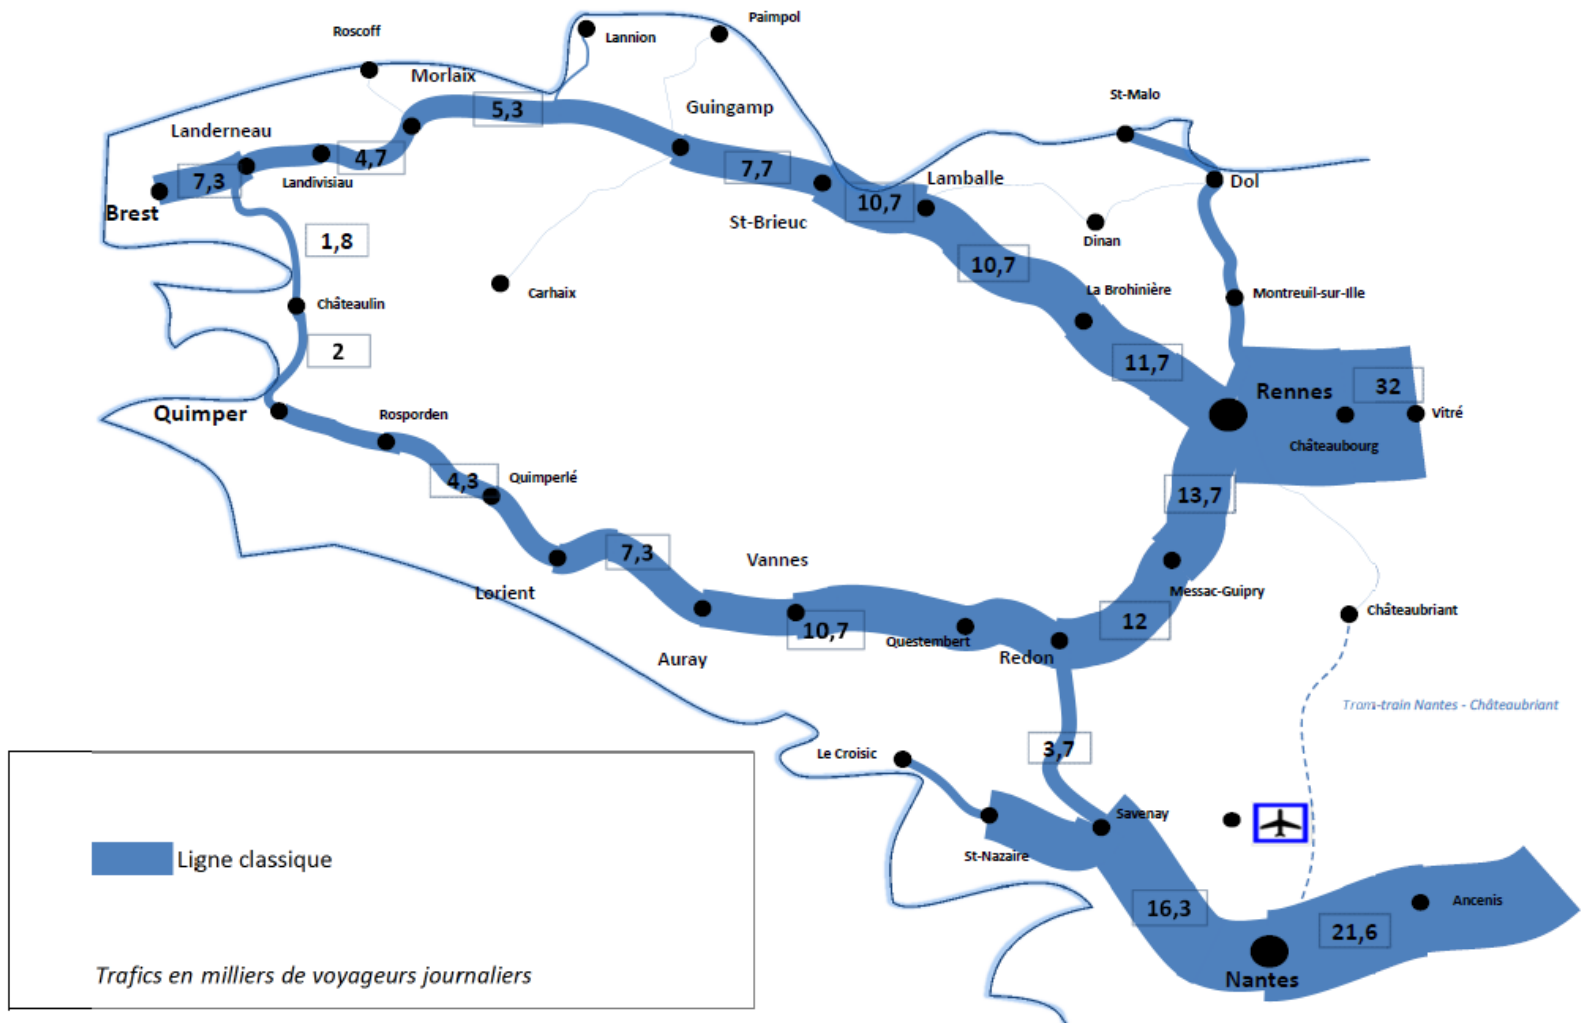 Paimpol
Roscoff
Lannion
Morlaix
St-Malo
5,3
Guingamp
Landerneau
4,7
7,7
7,3
Landivisiau
Lamballe
Dol
10,7
Brest
St-Brieuc
1,8
Dinan
10,7
Carhaix
La Brohinière
Montreuil-sur-Ille
Châteaulin
2
11,7
32
Rennes
Quimper
Rosporden
Vitré
Châteaubourg
4,3
Quimperlé
13,7
7,3
Vannes
Lorient
Messac-Guipry
Châteaubriant
12
10,7
Questembert
Redon
Auray
Tram-train Nantes - Châteaubriant
3,7
Le Croisic
Savenay
St-Nazaire
Ligne classique
16,3
Ancenis
21,6
Nantes
Trafics en milliers de voyageurs journaliers